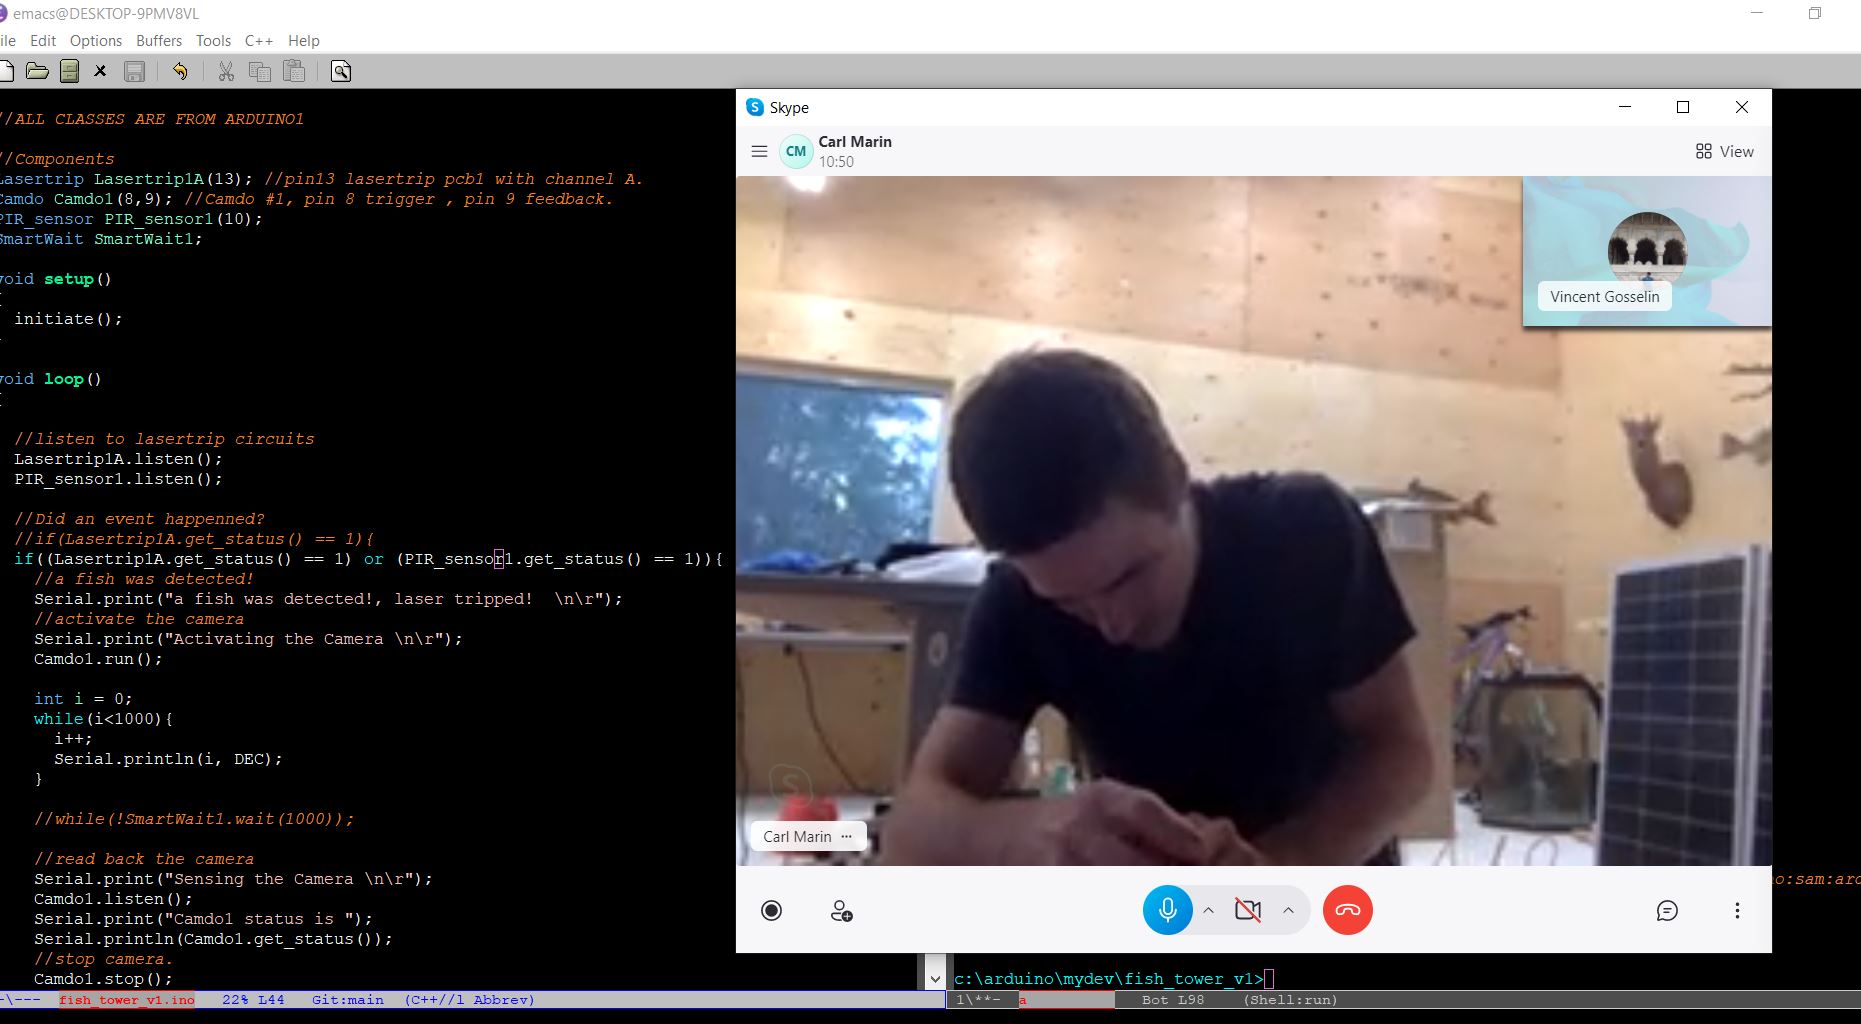 emacs@DESKTOP-9PMV8VL
ile Edit Options Buffers Tools C++ Help
//ALL CLASSES ARE FROM ARDUINO1
//Components
Lasertrip Lasertrip1A(13); //pin13 lasertrip pcb1 with channel A.
Camdo Camdo1(8,9); //Camdo #1, pin 8 trigger , pin 9 feedback.
PIR_sensor PIR_sensor1(10);
SmartWait SmartWait1;
void setup()
{
initiate();
}
void loop()
{
//listen to lasertrip circuits
Lasertrip1A.listen();
PIR_sensor1.listen();
//Did an event happenned?
//if(Lasertrip1A.get_status() == 1){
if((Lasertrip1A.get_status() == 1) or (PIR_sensor1.get_status() == 1)){
//a fish was detected!
Serial.print("a fish was detected!, laser tripped!  \n\r");
//activate the camera
Serial.print("Activating the Camera \n\r");
Camdo1.run();
int i = 0;
while(i<1000){
i++;
Serial.println(i, DEC);
}
//while(!SmartWait1.wait(1000));
//read back the camera
Serial.print("Sensing the Camera \n\r");
Camdo1.listen();
Serial.print("Camdo1 status is ");
Serial.println(Camdo1.get_status());
//stop camera.
Camdo1.stop();
-\--- fish_tower_v1.ino 22% L44 Git:main (C++//l Abbrev)
S Skype
CM Carl Marin
10:50
View
Vincent Gosselin
Carl Marin ...
no:sam:ard
c:\arduino\mydev\fish_tower_v1>
1\**- a Bot L98 (Shell:run)